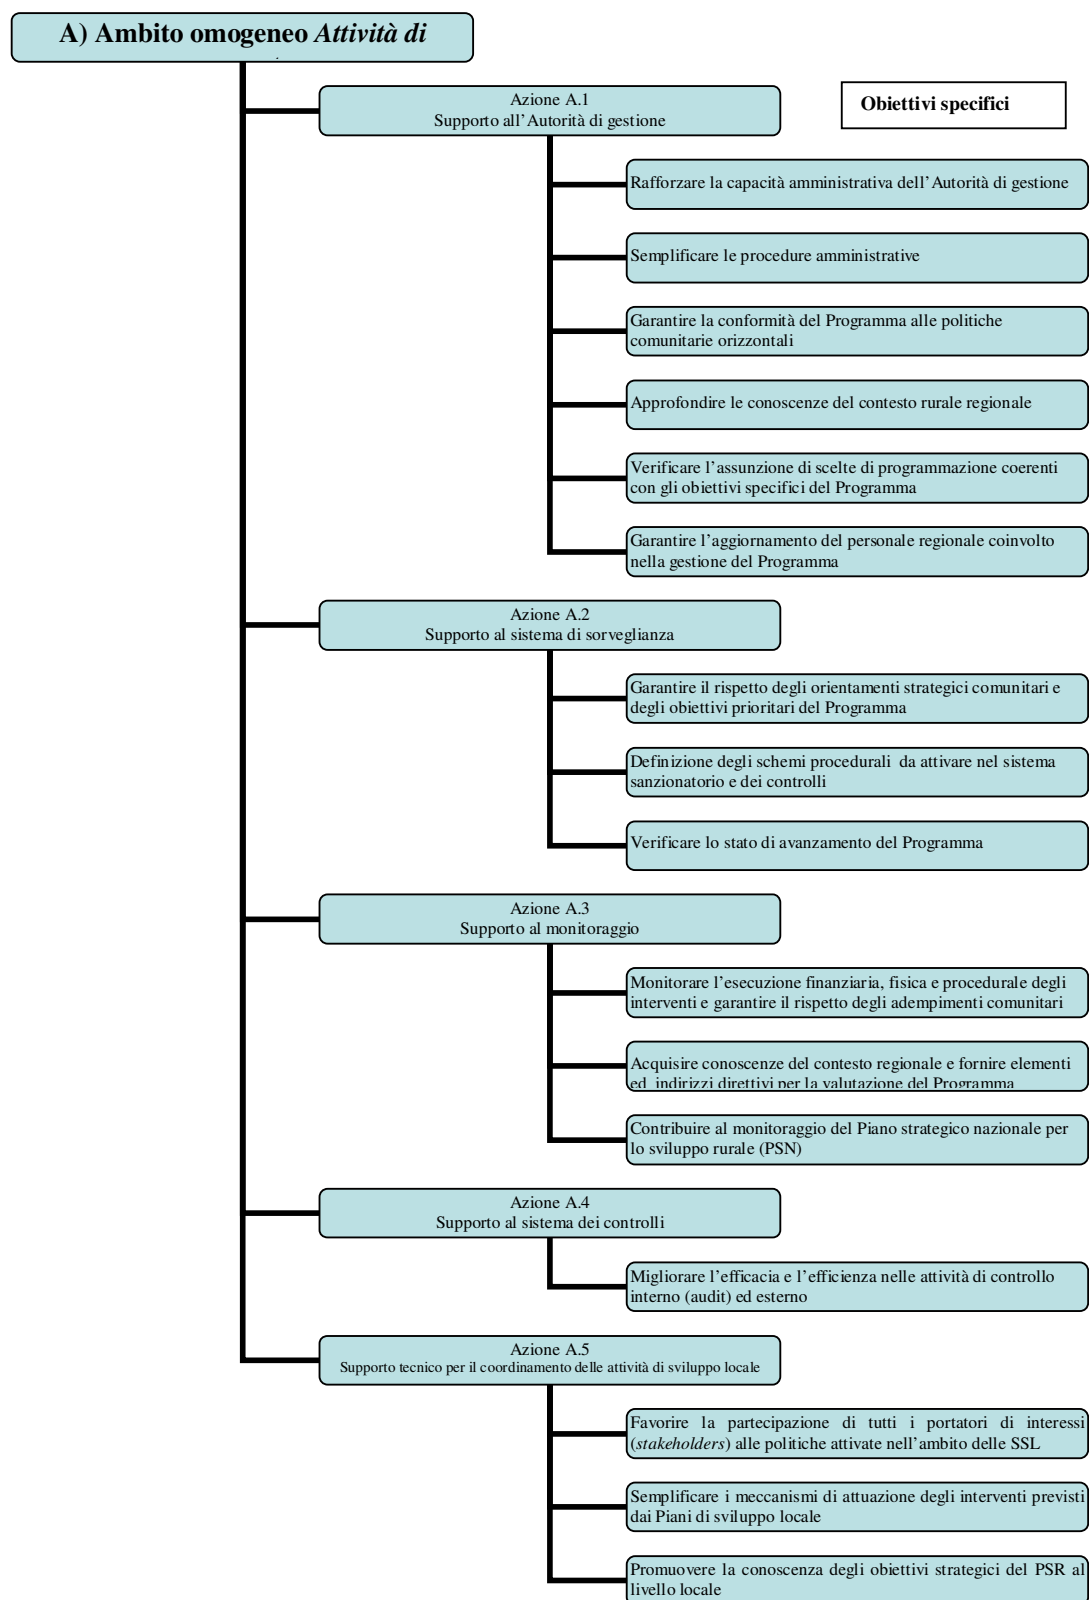 A) Ambito omogeneo Attività di
Azione A.1
Supporto all'Autorità di gestione
Obiettivi specifici
Rafforzare la capacità amministrativa dell'Autorità di gestione
Semplificare le procedure amministrative
Garantire la conformità del Programma alle politiche
comunitarie orizzontali
Approfondire le conoscenze del contesto rurale regionale
Verificare l'assunzione di scelte di programmazione coerenti
con gli obiettivi specifici del Programma
Garantire l'aggiornamento del personale regionale coinvolto
nella gestione del Programma
Azione A.2
Supporto al sistema di sorveglianza
Garantire il rispetto degli orientamenti strategici comunitari e
degli obiettivi prioritari del Programma
Definizione degli schemi procedurali da attivare nel sistema
sanzionatorio e dei controlli
Verificare lo stato di avanzamento del Programma
Azione A.3
Supporto al monitoraggio
Monitorare l'esecuzione finanziaria, fisica e procedurale degli
interventi e garantire il rispetto degli adempimenti comunitari
Acquisire conoscenze del contesto regionale e fornire elementi
ed indirizzi direttivi per la valutazione del Programma
Contribuire al monitoraggio del Piano strategico nazionale per
lo sviluppo rurale (PSN)
Azione A.4
Supporto al sistema dei controlli
Migliorare l'efficacia e l'efficienza nelle attività di controllo
interno (audit) ed esterno
Azione A.5
Supporto tecnico per il coordinamento delle attività di sviluppo locale
Favorire la partecipazione di tutti i portatori di interessi
(stakeholders) alle politiche attivate nell'ambito delle SSL
Semplificare i meccanismi di attuazione degli interventi previsti
dai Piani di sviluppo locale
Promuovere la conoscenza degli obiettivi strategici del PSR al
livello locale